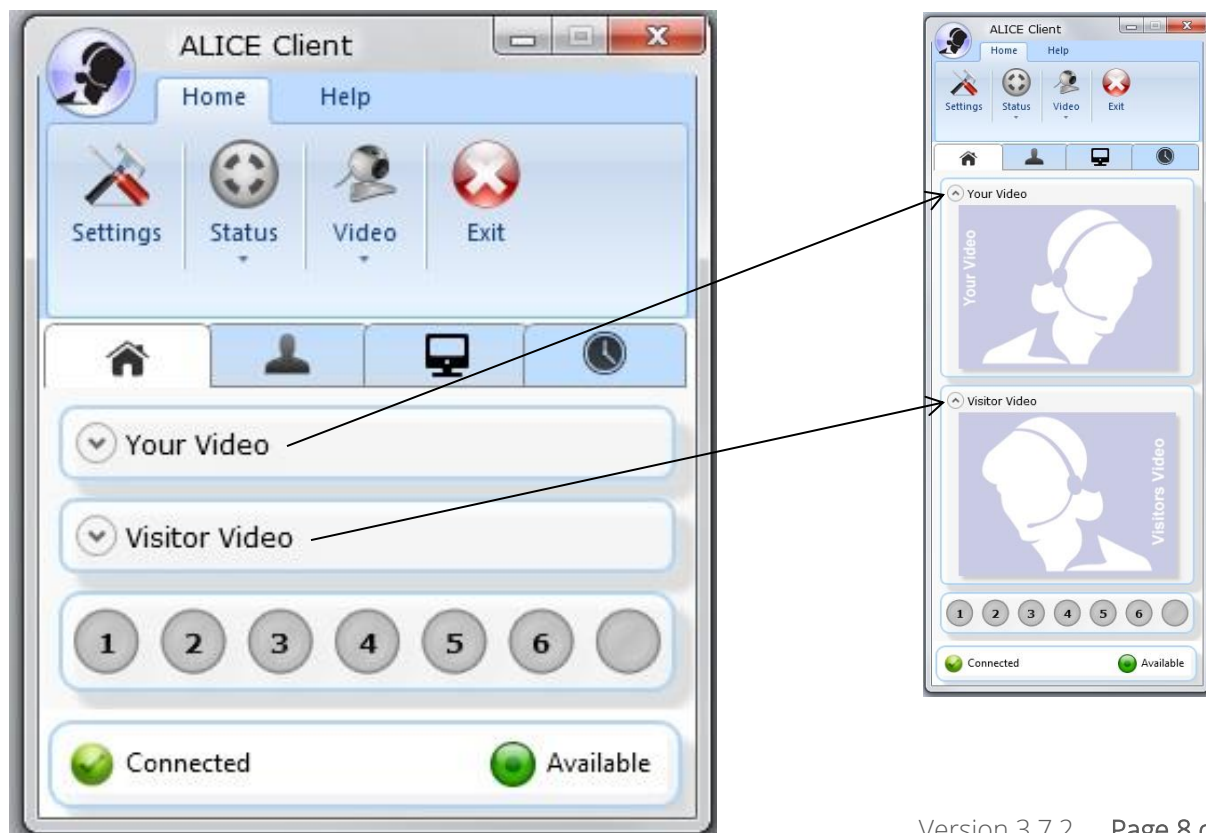 ALICE Client
Home Help
Settings Status Video Exit
Your Video
Visitor Video
1 2 3 4 5 6
Connected Available
ALICE Client
Home Help
Settings Status Video Exit
Your Video
Your Video
Visitor Video
Visitors Video
1 2 3 4 5 6
Connected Available
Version 3.7.2 Page 8 o